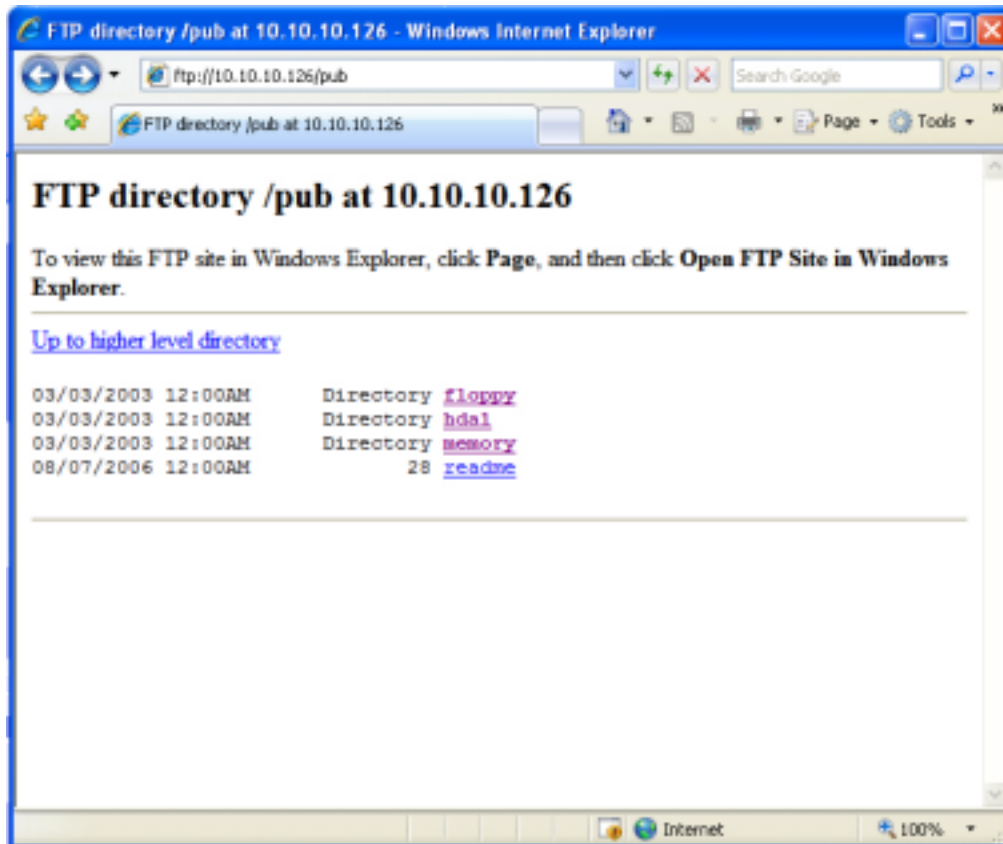 FTP directory /pub at 10.10.10.126 - Windows Internet Explorer
ftp://10.10.10.126/pub
Search Google
FTP directory /pub at 10.10.10.126
Page
Tools
FTP directory /pub at 10.10.10.126
To view this FTP site in Windows Explorer, click Page, and then click Open FTP Site in Windows
Explorer.
Up to higher level directory
03/03/2003 12:00AM Directory floppy
03/03/2003 12:00AM Directory hda1
03/03/2003 12:00AM Directory memory
08/07/2006 12:00AM 28 readme
Internet
100%